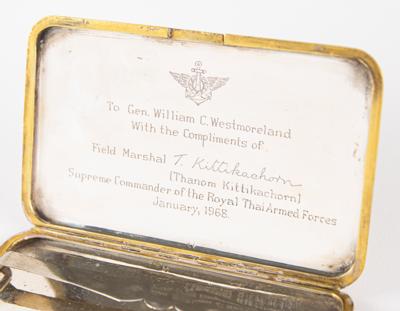 To Gen. William C. Westmoreland
With the Compliments of
Field Marshal T. Kittikachorn
(Thanom Kittikachorn)
Supreme Commander of the Royal Thai Armed Forces
January, 1968.